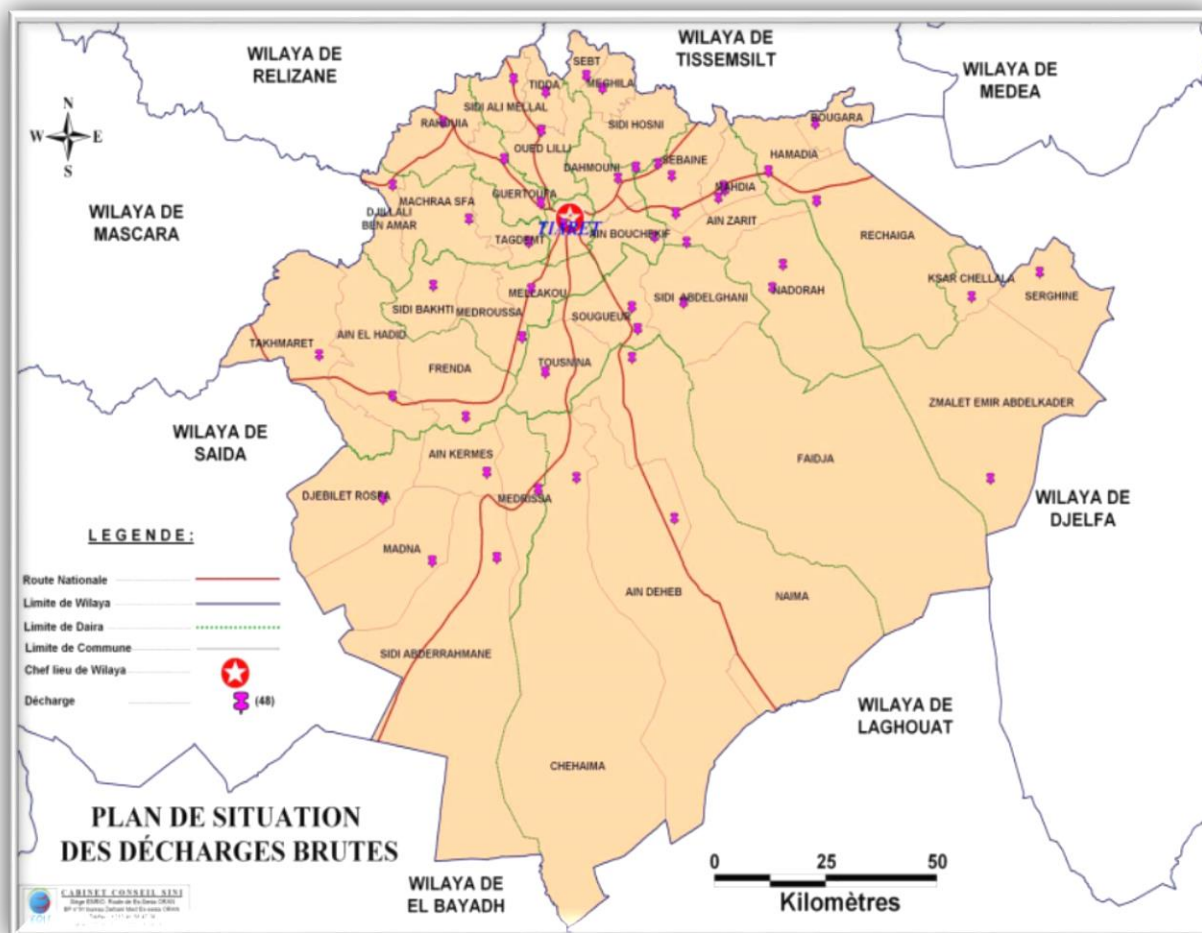 WILAYA DE
RELIZANE
WILAYA DE
TISSEMSILT
WILAYA DE
MEDEA
N
W E
S
SEBT
TIDDA
MEGHILA
SIDI ALI MELLAL
RAHOUIA
SIDI HOSNI
BOUGARA
OUED LILLI
HAMADIA
DAHMOUNI
SEBAINE
GUERTOUFA
MAHDIA
MACHRAA SFA
WILAYA DE
MASCARA
DJILLALI
BEN AMAR
AIN ZARIT
TIARET
AIN BOUCHEKIF
TAGDEMT
RECHAIGA
KSAR CHELLALA
SERGHINE
NADORAH
MELLAKOU
SIDI ABDELGHANI
SIDI BAKHTI
MEDROUSSA
SOUGUEUR
AIN EL HADID
TAKHMARET
FRENDA
TOUSNINA
ZMALET EMIR ABDELKADER
WILAYA DE
SAIDA
AIN KERMES
FAIDJA
DJEBILET ROSFA
MEDRISSA
WILAYA DE
DJELFA
LEGENDE:
MADNA
Route Nationale
Limite de Wilaya
AIN DEHEB
NAIMA
Limite de Daira
Limite de Commune
SIDI ABDERRAHMANE
Chef lieu de Wilaya
Décharge (48)
WILAYA DE
LAGHOUAT
CHEHAIMA
PLAN DE SITUATION
DES DÉCHARGES BRUTES
WILAYA DE
EL BAYADH
0 25 50
Kilomètres
CABINET CONSEIL SINI